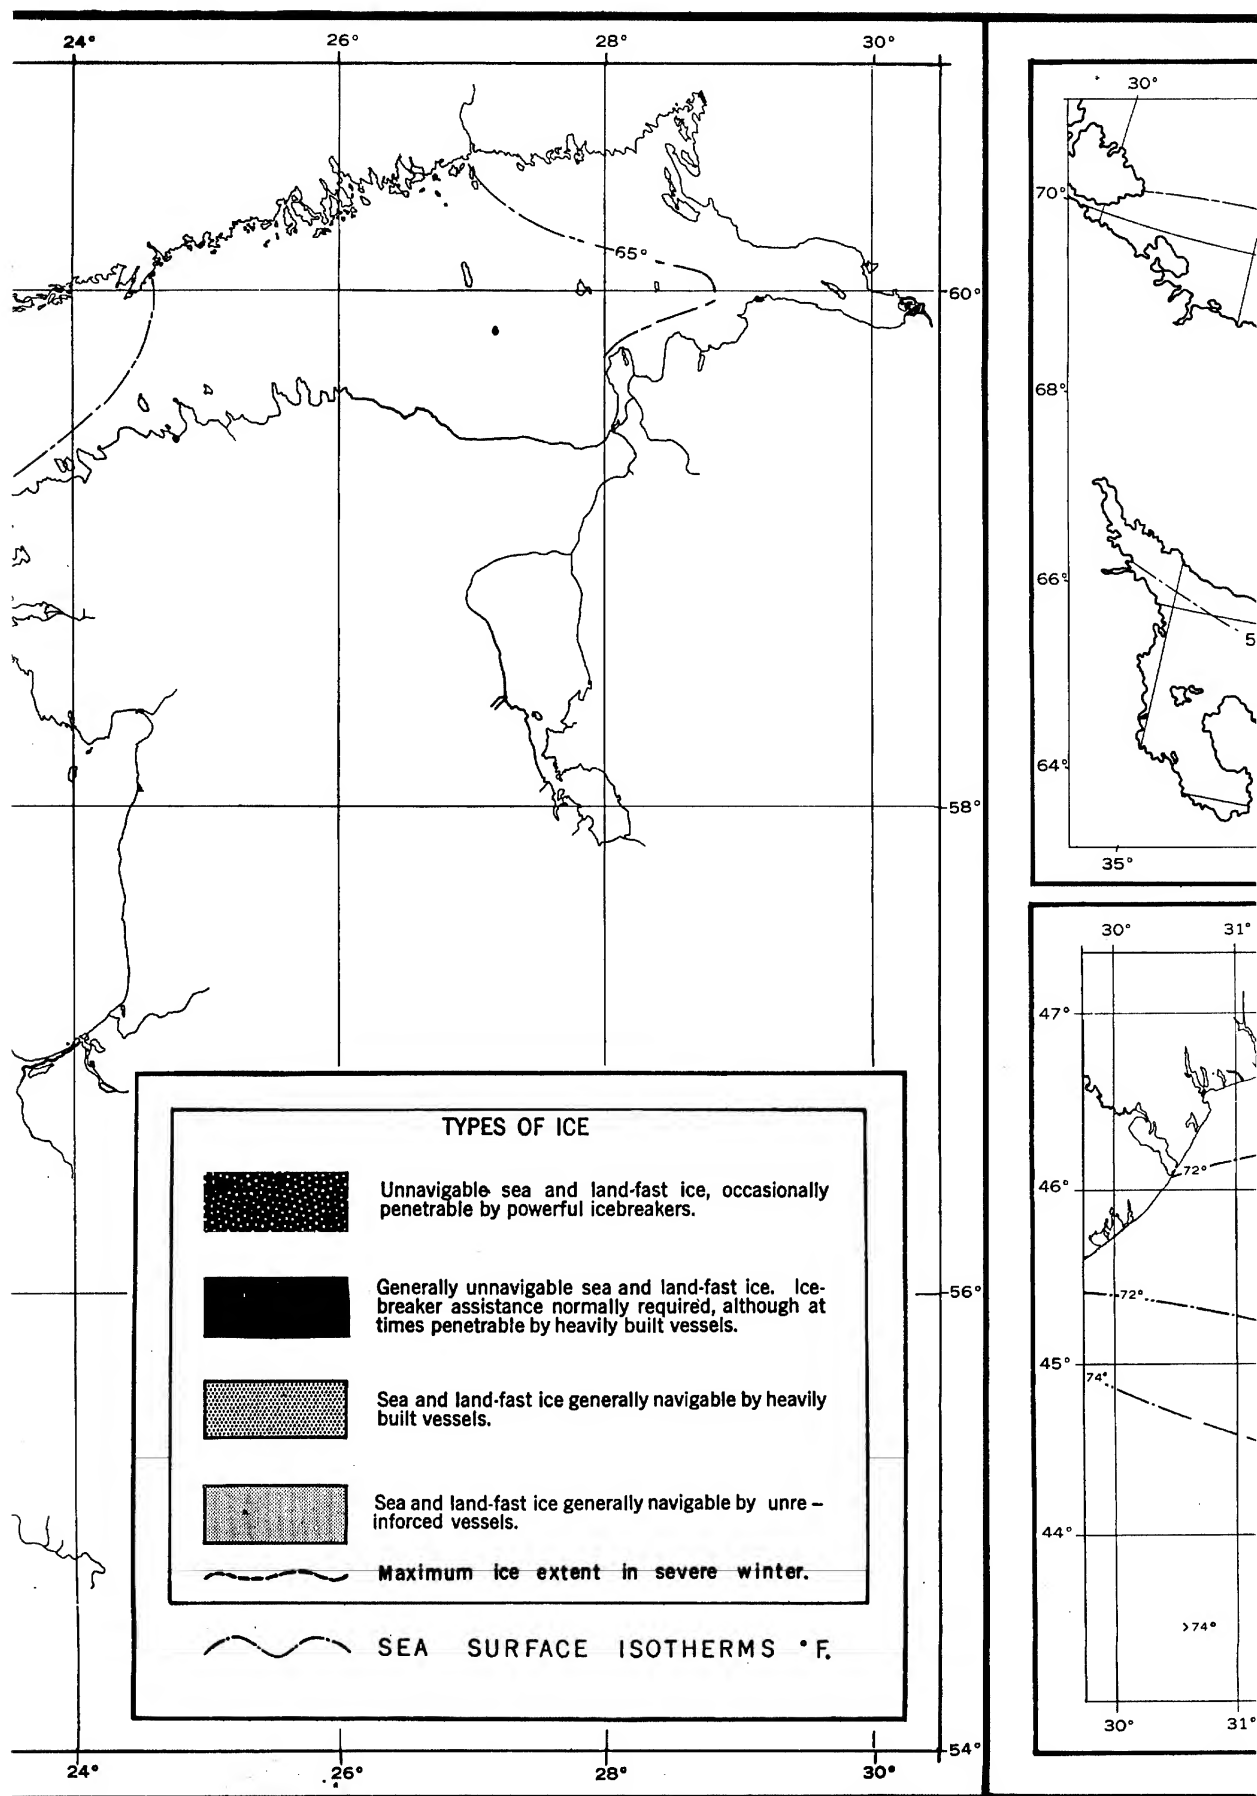 24° 26° 28° 30°
65°
60°
58°
56°
54°
24° 26° 28° 30°
TYPES OF ICE
Unnavigable sea and land-fast ice, occasionally
penetrable by powerful icebreakers.
Generally unnavigable sea and land-fast ice. Ice-
breaker assistance normally required, although at
times penetrable by heavily built vessels.
Sea and land-fast ice generally navigable by heavily
built vessels.
Sea and land-fast ice generally navigable by unre-
inforced vessels.
Maximum ice extent in severe winter.
SEA SURFACE ISOTHERMS °F.
30°
70°
68°
66°
5
64°
35°
30° 31°
47°
72°
46°
72°
45°
74°
44°
>74°
30° 31°